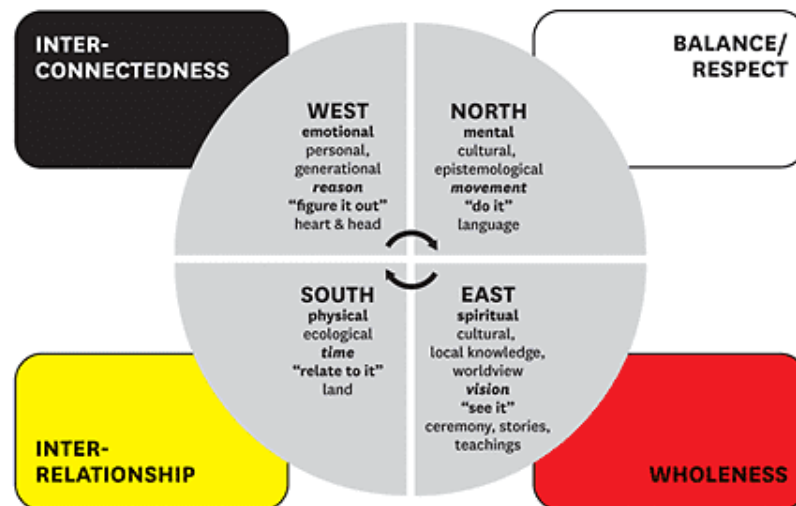 INTER-
CONNECTEDNESS
BALANCE/
RESPECT
WEST
emotional
personal,
generational
reason
“figure it out”
heart & head
NORTH
mental
cultural,
epistemological
movement
“do it”
language
SOUTH
physical
ecological
time
“relate to it”
land
EAST
spiritual
cultural,
local knowledge,
worldview
vision
“see it”
ceremony, stories,
teachings
INTER-
RELATIONSHIP
WHOLENESS